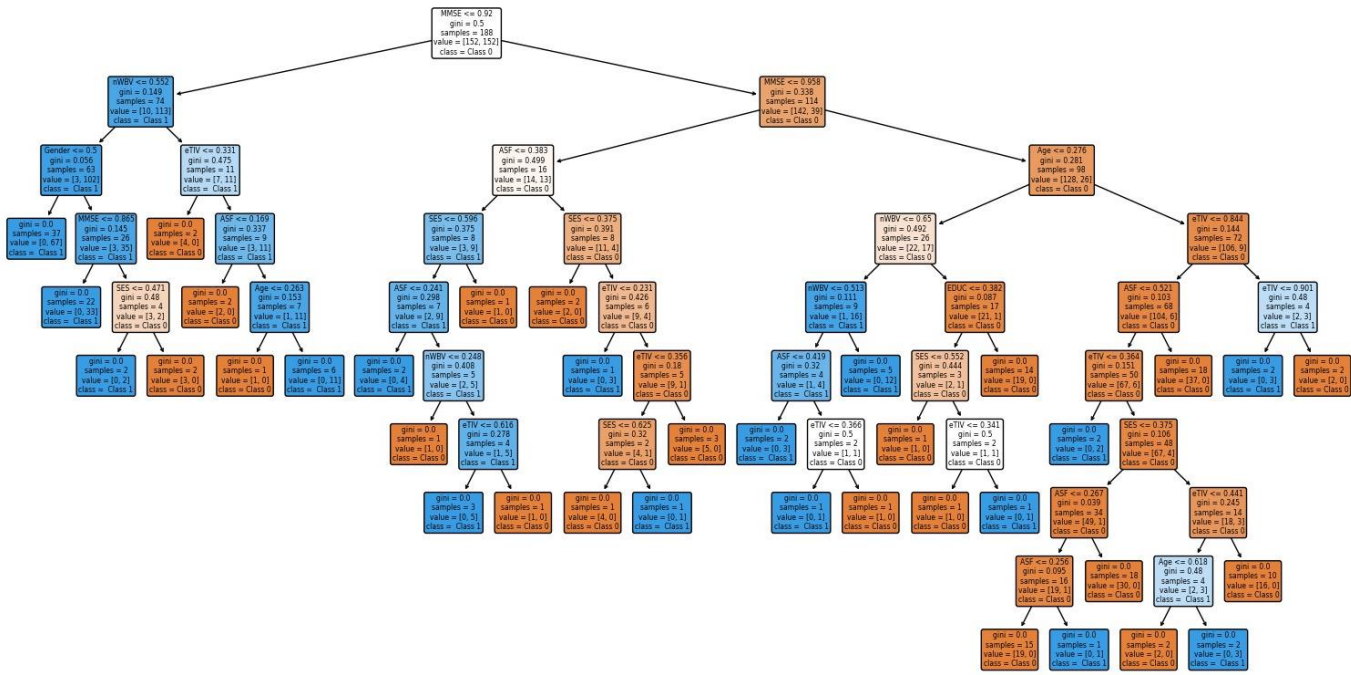 MMSE <= 0.92
gini = 0.5
samples = 188
value = [152, 152]
class = Class 0
nWBV <= 0.552
gini = 0.149
samples = 74
value = [10, 113]
class = Class 1
MMSE <= 0.958
gini = 0.338
samples = 114
value = [142, 39]
class = Class 0
Gender <= 0.5
gini = 0.056
samples = 63
value = [3, 102]
class = Class 1
eTIV <= 0.331
gini = 0.475
samples = 11
value = [7, 11]
class = Class 1
ASF <= 0.383
gini = 0.499
samples = 16
value = [14, 13]
class = Class 0
Age <= 0.276
gini = 0.281
samples = 98
value = [128, 26]
class = Class 0
gini = 0.0
samples = 37
value = [0, 67]
class = Class 1
MMSE <= 0.865
gini = 0.145
samples = 26
value = [3, 35]
class = Class 1
gini = 0.0
samples = 2
value = [4, 0]
class = Class 0
ASF <= 0.169
gini = 0.337
samples = 9
value = [3, 11]
class = Class 1
SES <= 0.596
gini = 0.375
samples = 8
value = [3, 9]
class = Class 1
SES <= 0.375
gini = 0.391
samples = 8
value = [11, 4]
class = Class 0
nWBV <= 0.65
gini = 0.492
samples = 26
value = [22, 17]
class = Class 0
eTIV <= 0.844
gini = 0.144
samples = 72
value = [106, 9]
class = Class 0
gini = 0.0
samples = 22
value = [0, 33]
class = Class 1
SES <= 0.471
gini = 0.48
samples = 4
value = [3, 2]
class = Class 0
gini = 0.0
samples = 2
value = [2, 0]
class = Class 0
Age <= 0.263
gini = 0.153
samples = 7
value = [1, 11]
class = Class 1
ASF <= 0.241
gini = 0.298
samples = 7
value = [2, 9]
class = Class 1
gini = 0.0
samples = 1
value = [1, 0]
class = Class 0
gini = 0.0
samples = 2
value = [2, 0]
class = Class 0
eTIV <= 0.231
gini = 0.426
samples = 6
value = [9, 4]
class = Class 0
nWBV <= 0.513
gini = 0.111
samples = 9
value = [1, 16]
class = Class 1
EDUC <= 0.382
gini = 0.087
samples = 17
value = [21, 1]
class = Class 0
ASF <= 0.521
gini = 0.103
samples = 68
value = [104, 6]
class = Class 0
eTIV <= 0.901
gini = 0.48
samples = 4
value = [2, 3]
class = Class 1
gini = 0.0
samples = 2
value = [0, 2]
class = Class 1
gini = 0.0
samples = 2
value = [3, 0]
class = Class 0
gini = 0.0
samples = 1
value = [1, 0]
class = Class 0
gini = 0.0
samples = 6
value = [0, 11]
class = Class 1
gini = 0.0
samples = 2
value = [0, 4]
class = Class 1
nWBV <= 0.248
gini = 0.408
samples = 5
value = [2, 5]
class = Class 1
gini = 0.0
samples = 1
value = [0, 3]
class = Class 1
eTIV <= 0.356
gini = 0.18
samples = 5
value = [9, 1]
class = Class 0
ASF <= 0.419
gini = 0.32
samples = 4
value = [1, 4]
class = Class 1
gini = 0.0
samples = 5
value = [0, 12]
class = Class 1
SES <= 0.552
gini = 0.444
samples = 3
value = [2, 1]
class = Class 0
gini = 0.0
samples = 14
value = [19, 0]
class = Class 0
eTIV <= 0.364
gini = 0.151
samples = 50
value = [67, 6]
class = Class 0
gini = 0.0
samples = 18
value = [37, 0]
class = Class 0
gini = 0.0
samples = 2
value = [0, 3]
class = Class 1
gini = 0.0
samples = 2
value = [2, 0]
class = Class 0
gini = 0.0
samples = 1
value = [1, 0]
class = Class 0
eTIV <= 0.616
gini = 0.278
samples = 4
value = [1, 5]
class = Class 1
SES <= 0.625
gini = 0.32
samples = 2
value = [4, 1]
class = Class 0
gini = 0.0
samples = 3
value = [5, 0]
class = Class 0
gini = 0.0
samples = 2
value = [0, 3]
class = Class 1
eTIV <= 0.366
gini = 0.5
samples = 2
value = [1, 1]
class = Class 0
gini = 0.0
samples = 1
value = [1, 0]
class = Class 0
eTIV <= 0.341
gini = 0.5
samples = 2
value = [1, 1]
class = Class 0
gini = 0.0
samples = 2
value = [0, 2]
class = Class 1
SES <= 0.375
gini = 0.106
samples = 48
value = [67, 4]
class = Class 0
gini = 0.0
samples = 3
value = [0, 5]
class = Class 1
gini = 0.0
samples = 1
value = [1, 0]
class = Class 0
gini = 0.0
samples = 1
value = [4, 0]
class = Class 0
gini = 0.0
samples = 1
value = [0, 1]
class = Class 1
gini = 0.0
samples = 1
value = [0, 1]
class = Class 1
gini = 0.0
samples = 1
value = [1, 0]
class = Class 0
gini = 0.0
samples = 1
value = [1, 0]
class = Class 0
gini = 0.0
samples = 1
value = [0, 1]
class = Class 1
ASF <= 0.267
gini = 0.039
samples = 34
value = [49, 1]
class = Class 0
eTIV <= 0.441
gini = 0.245
samples = 14
value = [18, 3]
class = Class 0
ASF <= 0.256
gini = 0.095
samples = 16
value = [19, 1]
class = Class 0
gini = 0.0
samples = 18
value = [30, 0]
class = Class 0
Age <= 0.618
gini = 0.48
samples = 4
value = [2, 3]
class = Class 1
gini = 0.0
samples = 10
value = [16, 0]
class = Class 0
gini = 0.0
samples = 15
value = [19, 0]
class = Class 0
gini = 0.0
samples = 1
value = [0, 1]
class = Class 1
gini = 0.0
samples = 2
value = [2, 0]
class = Class 0
gini = 0.0
samples = 2
value = [0, 3]
class = Class 1